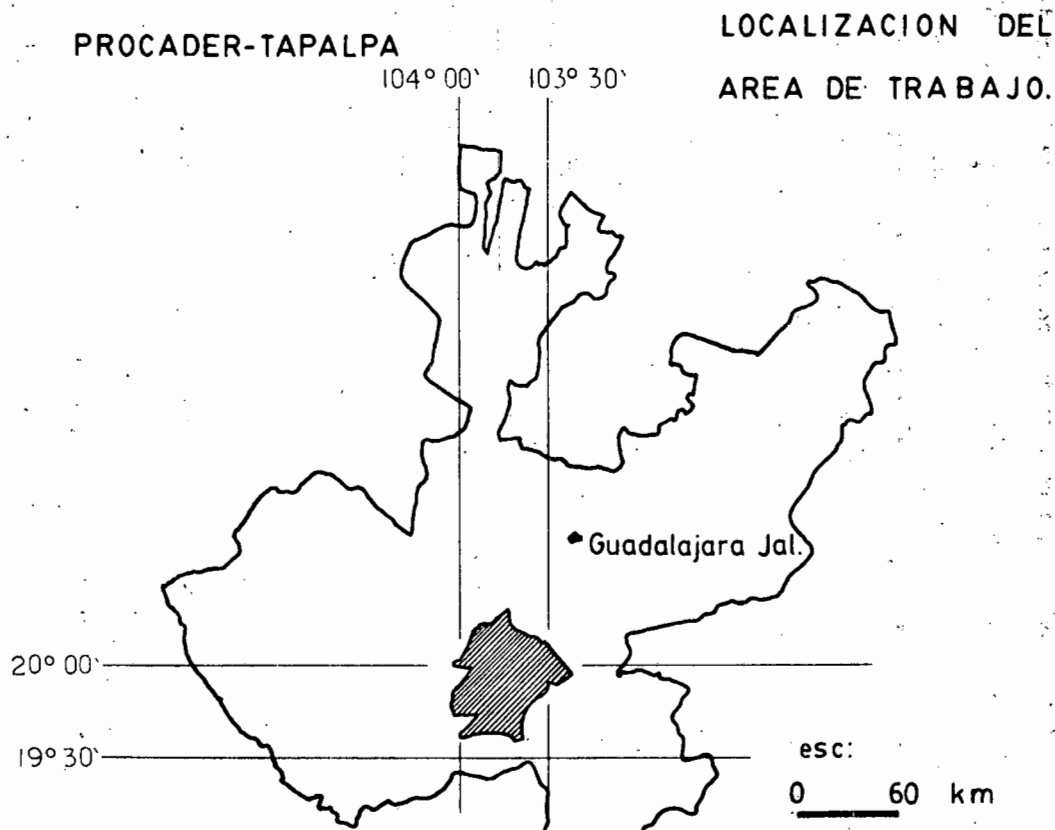 PROCADER-TAPALPA
LOCALIZACION DEL
AREA DE TRABAJO.
104° 00`
103° 30`
Guadalajara Jal.
20° 00`
19° 30`
esc:
0 60 km